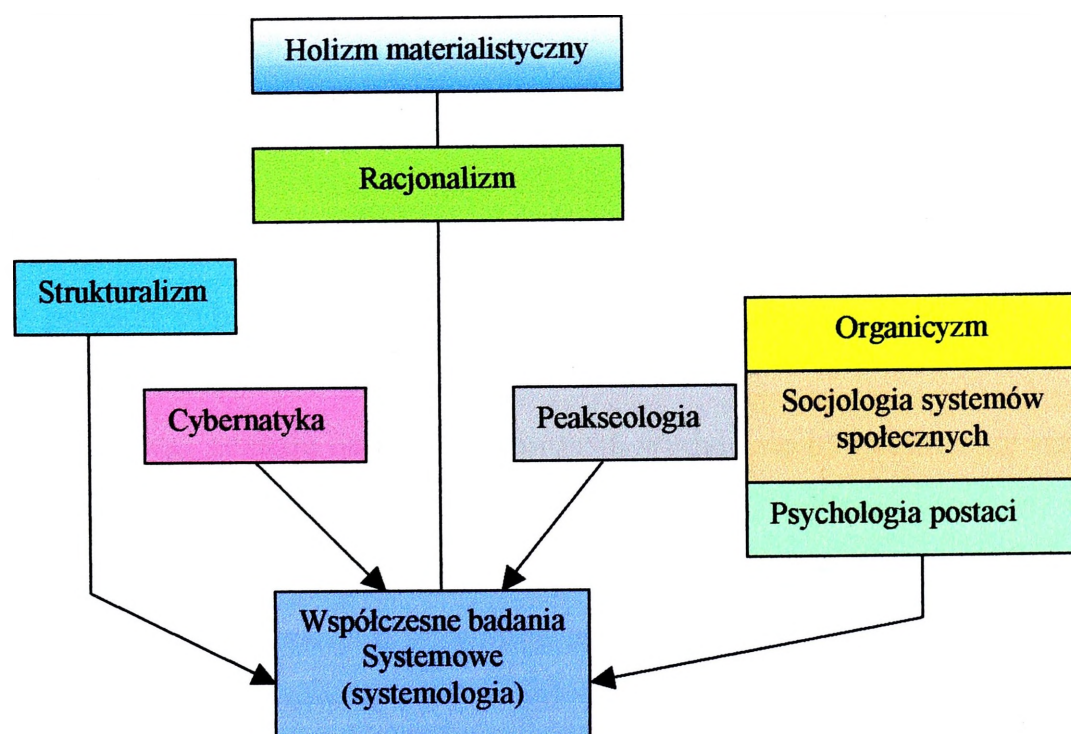 Holizm materialistyczny
Racjonalizm
Strukturalizm
Organicyzm
Socjologia systemów
społecznych
Cybernatyka
Peakseologia
Psychologia postaci
Współczesne badania
Systemowe
(systemologia)